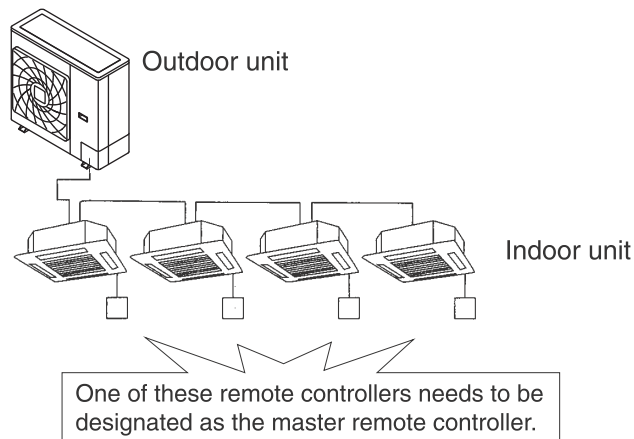 Outdoor unit
Indoor unit
One of these remote controllers needs to be
designated as the master remote controller.